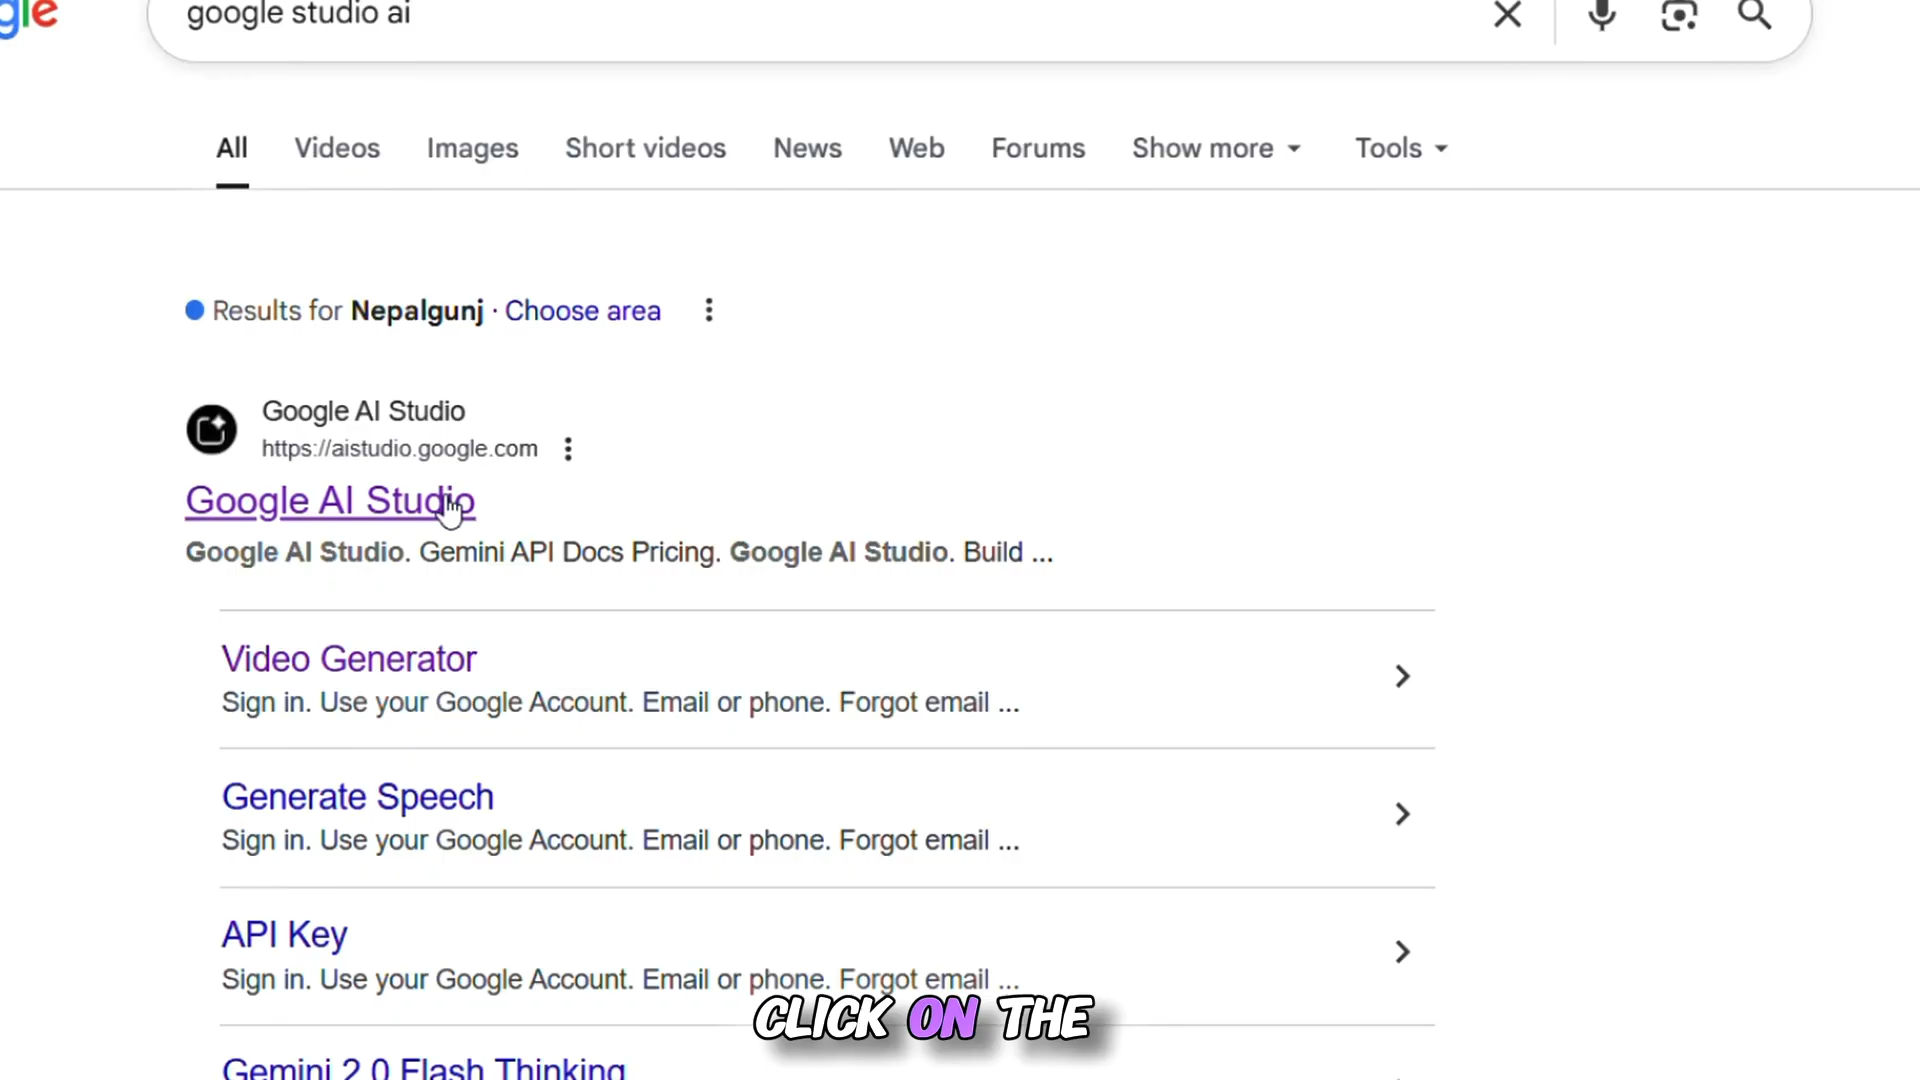 gle
google studio ai
All Videos Images Short videos News Web Forums Show more Tools
Results for Nepalgunj · Choose area
Google AI Studio
https://aistudio.google.com
Google AI Studio
Google AI Studio. Gemini API Docs Pricing. Google AI Studio. Build ...
Video Generator
Sign in. Use your Google Account. Email or phone. Forgot email ...
Generate Speech
Sign in. Use your Google Account. Email or phone. Forgot email ...
API Key
Sign in. Use your Google Account. Email or phone. Forgot email ...
CLICK ON THE
Gemini 2.0 Flash Thinking